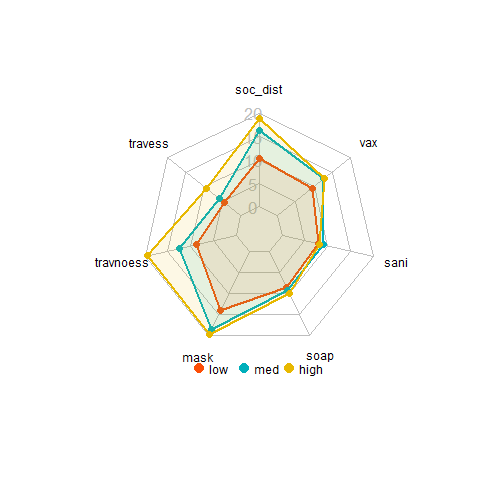 soc_dist
20
travess
vax
15
10
5
0
travnoess
sani
mask
soap
low med high